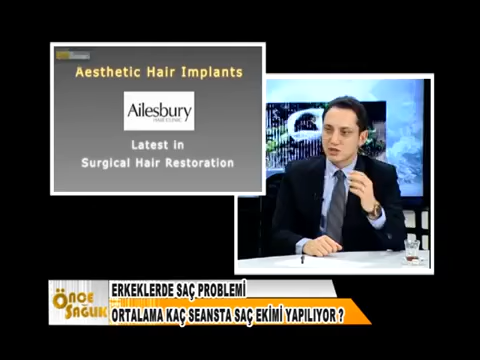 Aesthetic Hair Implants
Ailesbury
HAIR CLINIC
Latest in
Surgical Hair Restoration
ERKEKLERDE SAÇ PROBLEMİ
ÖNCE
SAĞLIK
ORTALAMA KAÇ SEANSTA SAÇ EKİMİ YAPILIYOR ?